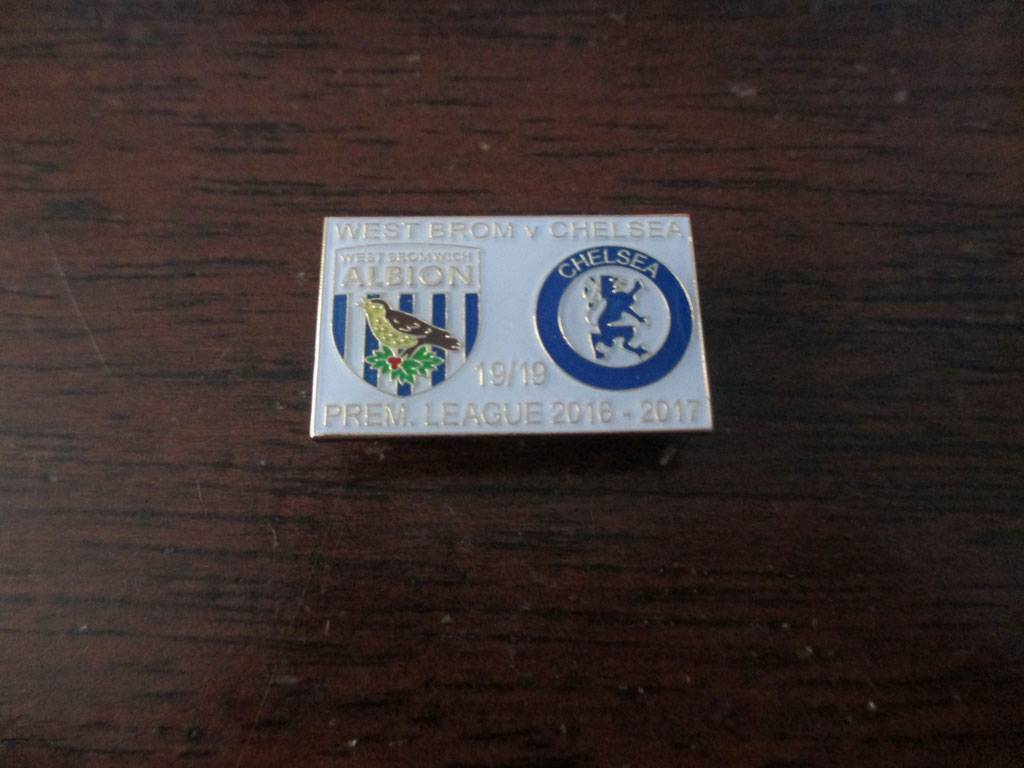 WEST BROM v CHELSEA
WEST BROMWICH
ALBION
CHELSEA
19/19
PREM. LEAGUE 2016 - 2017